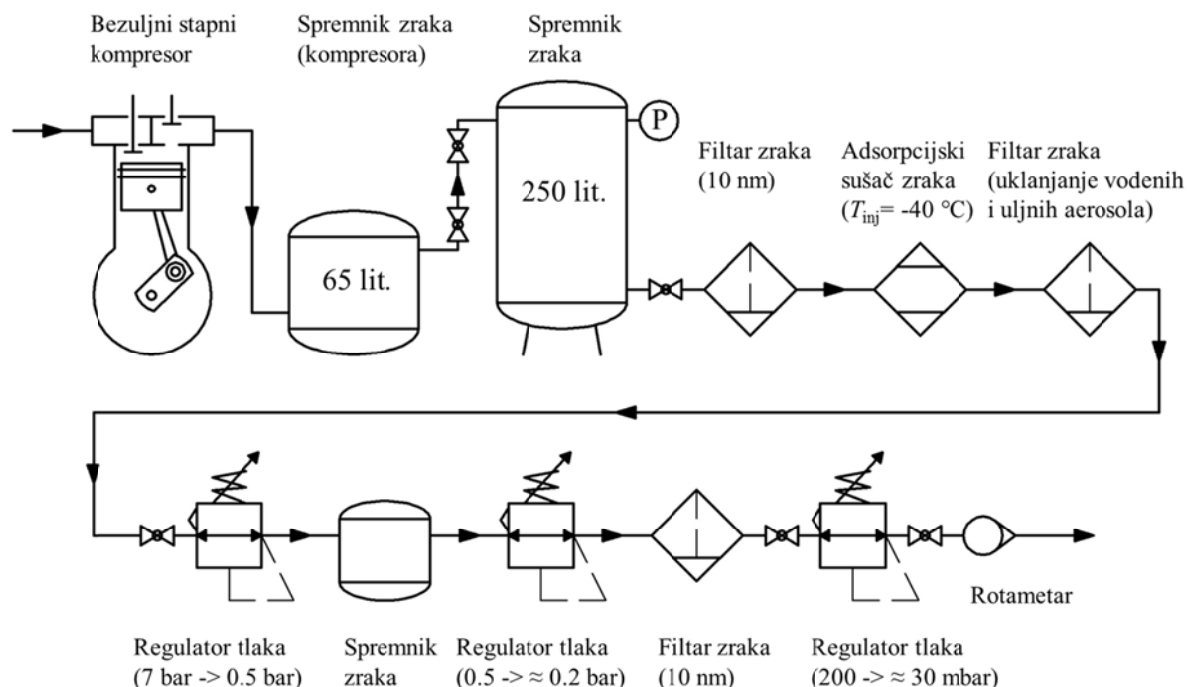 Bezuljni stapni
kompresor
Spremnik zraka
(kompresora)
Spremnik
zraka
P
250 lit.
65 lit.
Filtar zraka
(10 nm)
Adsorpcijski
sušač zraka
(Tinj= -40 °C)
Filtar zraka
(uklanjanje vodenih
i uljnih aerosola)
Rotametar
Regulator tlaka
(7 bar -> 0.5 bar)
Spremnik
zraka
Regulator tlaka
(0.5 -> ≈ 0.2 bar)
Filtar zraka
(10 nm)
Regulator tlaka
(200 -> ≈ 30 mbar)